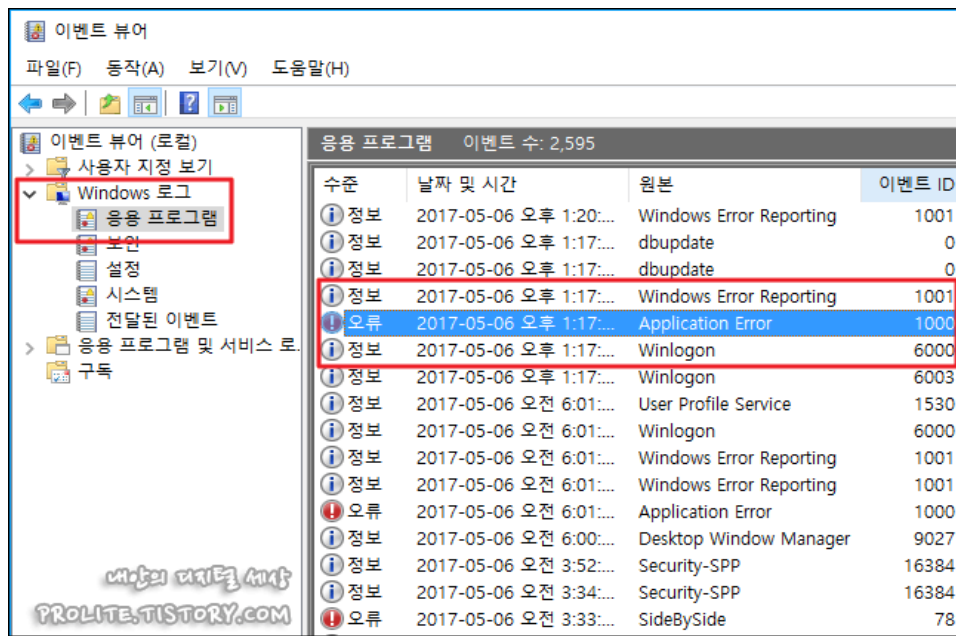 이벤트 뷰어
파일(F) 동작(A) 보기(V) 도움말(H)
이벤트 뷰어 (로컬)
사용자 지정 보기
Windows 로그
응용 프로그램
보안
설정
시스템
전달된 이벤트
응용 프로그램 및 서비스 로.
구독
응용 프로그램 이벤트 수: 2,595
수준 날짜 및 시간 원본 이벤트 ID
정보 2017-05-06 오후 1:20:... Windows Error Reporting 1001
정보 2017-05-06 오후 1:17:... dbupdate 0
정보 2017-05-06 오후 1:17:... dbupdate 0
정보 2017-05-06 오후 1:17:... Windows Error Reporting 1001
오류 2017-05-06 오후 1:17:... Application Error 1000
정보 2017-05-06 오후 1:17:... Winlogon 6000
정보 2017-05-06 오후 1:17:... Winlogon 6003
정보 2017-05-06 오전 6:01:... User Profile Service 1530
정보 2017-05-06 오전 6:01:... Winlogon 6000
정보 2017-05-06 오전 6:01:... Windows Error Reporting 1001
정보 2017-05-06 오전 6:01:... Windows Error Reporting 1001
오류 2017-05-06 오전 6:01:... Application Error 1000
정보 2017-05-06 오전 6:00:... Desktop Window Manager 9027
정보 2017-05-06 오전 3:52:... Security-SPP 16384
정보 2017-05-06 오전 3:34:... Security-SPP 16384
오류 2017-05-06 오전 3:33:... SideBySide 78
디지털 세상
PROLITE.TISTORY.COM